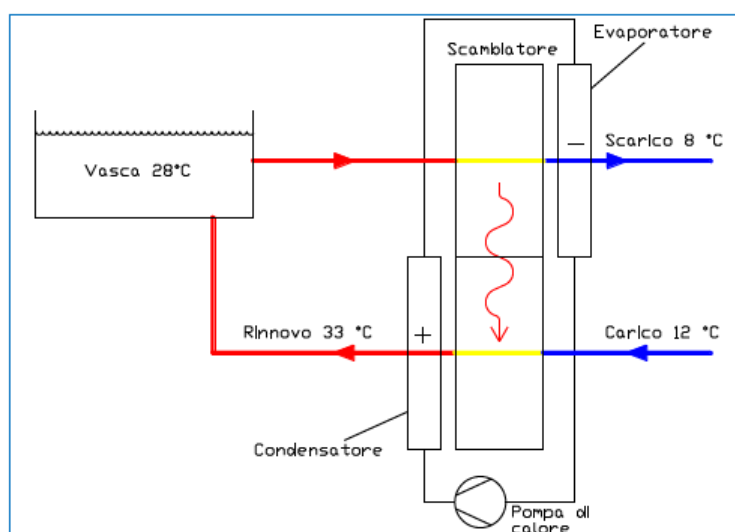 Evaporatore
Scambiatore
Scarico 8 °C
Vasca 28°C
−
Rinnovo 33 °C
+
Carico 12 °C
Condensatore
Pompa di
calore